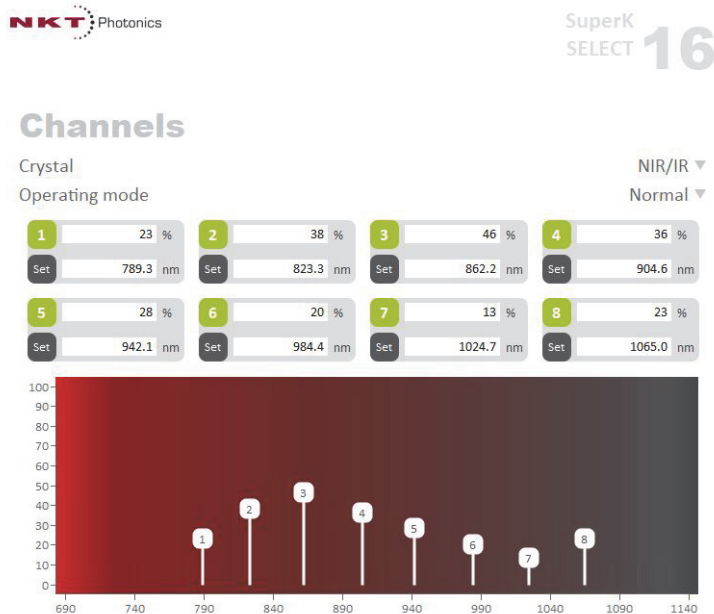 NKT Photonics
SuperK
SELECT 16
Channels
Crystal NIR/IR
Operating mode Normal
1 23 % 2 38 % 3 46 % 4 36 %
Set 789.3 nm Set 823.3 nm Set 862.2 nm Set 904.6 nm
5 28 % 6 20 % 7 13 % 8 23 %
Set 942.1 nm Set 984.4 nm Set 1024.7 nm Set 1065.0 nm
100
90
80
70
60
50
40
30
20
10
0
1 2 3 4 5 6 7 8
690 740 790 840 890 940 990 1040 1090 1140